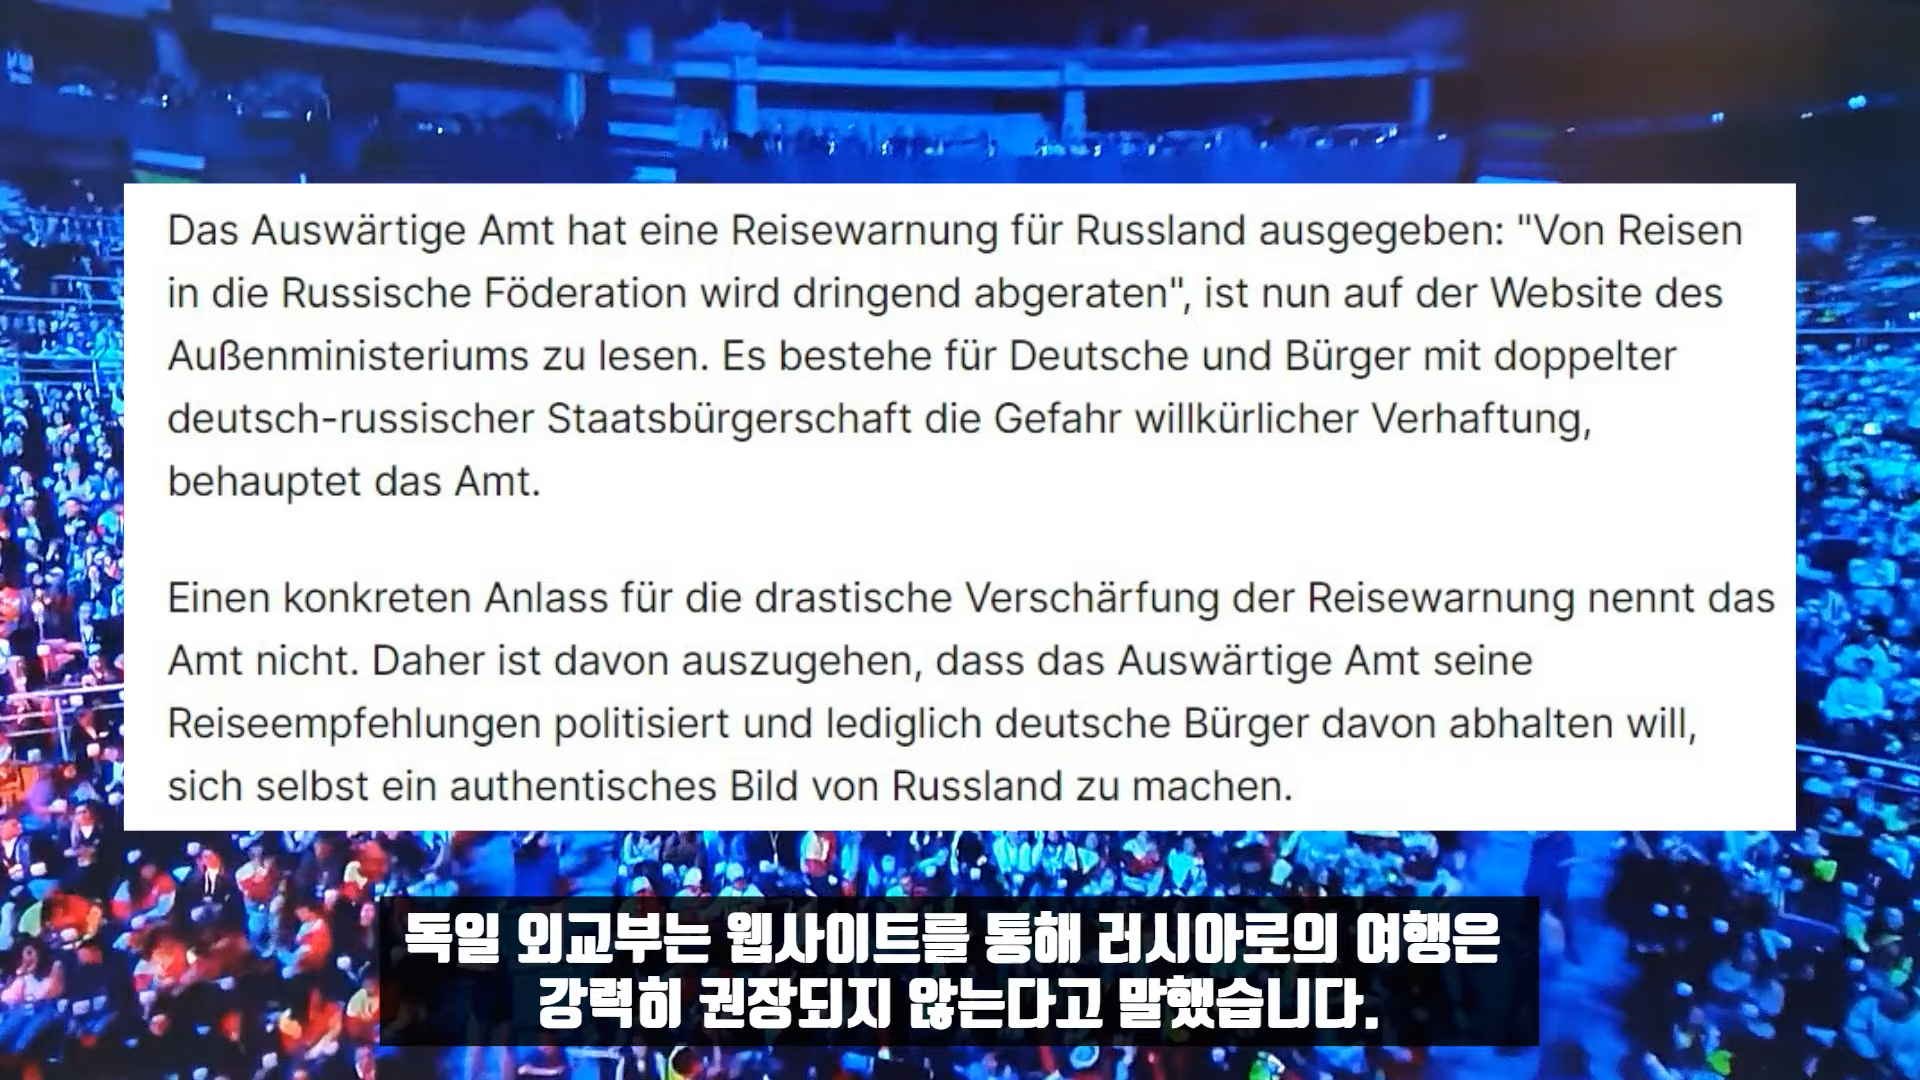 Das Auswärtige Amt hat eine Reisewarnung für Russland ausgegeben: "Von Reisen
in die Russische Föderation wird dringend abgeraten", ist nun auf der Website des
Außenministeriums zu lesen. Es bestehe für Deutsche und Bürger mit doppelter
deutsch-russischer Staatsbürgerschaft die Gefahr willkürlicher Verhaftung,
behauptet das Amt.
Einen konkreten Anlass für die drastische Verschärfung der Reisewarnung nennt das
Amt nicht. Daher ist davon auszugehen, dass das Auswärtige Amt seine
Reiseempfehlungen politisiert und lediglich deutsche Bürger davon abhalten will,
sich selbst ein authentisches Bild von Russland zu machen.
독일 외교부는 웹사이트를 통해 러시아로의 여행은
강력히 권장되지 않는다고 말했습니다.